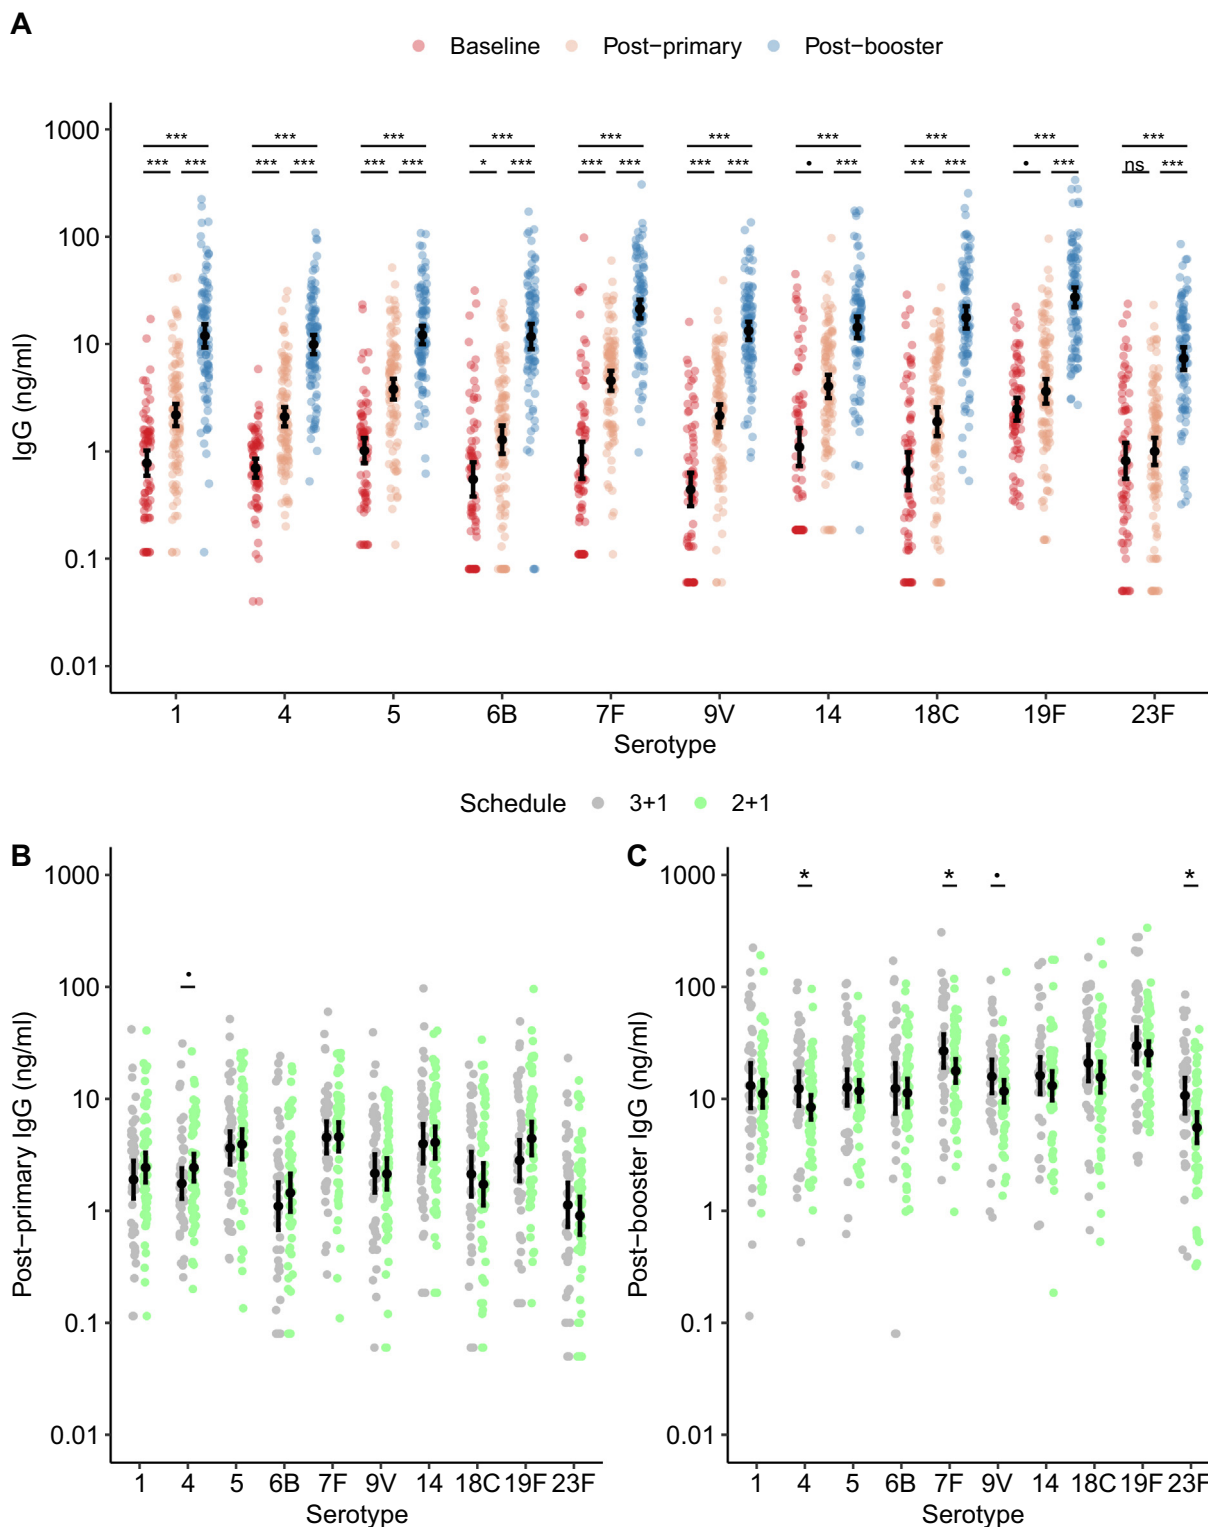 A
Baseline Post−primary Post−booster
*** *** *** *** *** *** *** *** *** ***
*** *** *** *** *** *** * *** *** *** *** *** • *** ** *** • *** ns ***
1000
100
10
1
0.1
0.01
IgG (ng/ml)
1 4 5 6B 7F 9V 14 18C 19F 23F
Serotype
Schedule 3+1 2+1
B
•
1000
100
10
1
0.1
0.01
Post−primary IgG (ng/ml)
1 4 5 6B 7F 9V 14 18C 19F 23F
Serotype
C
* * • *
1000
100
10
1
0.1
0.01
Post−booster IgG (ng/ml)
1 4 5 6B 7F 9V 14 18C 19F 23F
Serotype